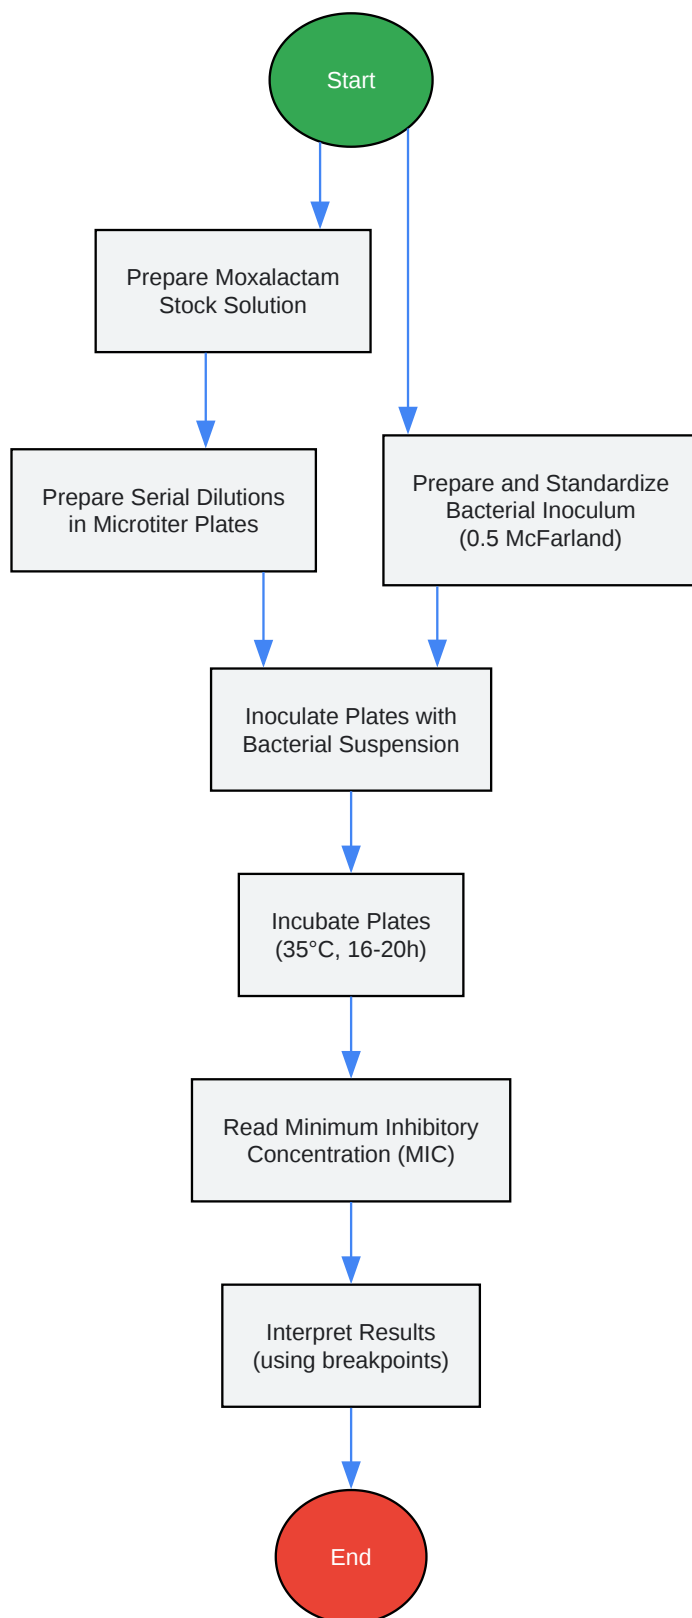 Start
Prepare Moxalactam
Stock Solution
Prepare Serial Dilutions
in Microtiter Plates
Prepare and Standardize
Bacterial Inoculum
(0.5 McFarland)
Inoculate Plates with
Bacterial Suspension
Incubate Plates
(35°C, 16-20h)
Read Minimum Inhibitory
Concentration (MIC)
Interpret Results
(using breakpoints)
End